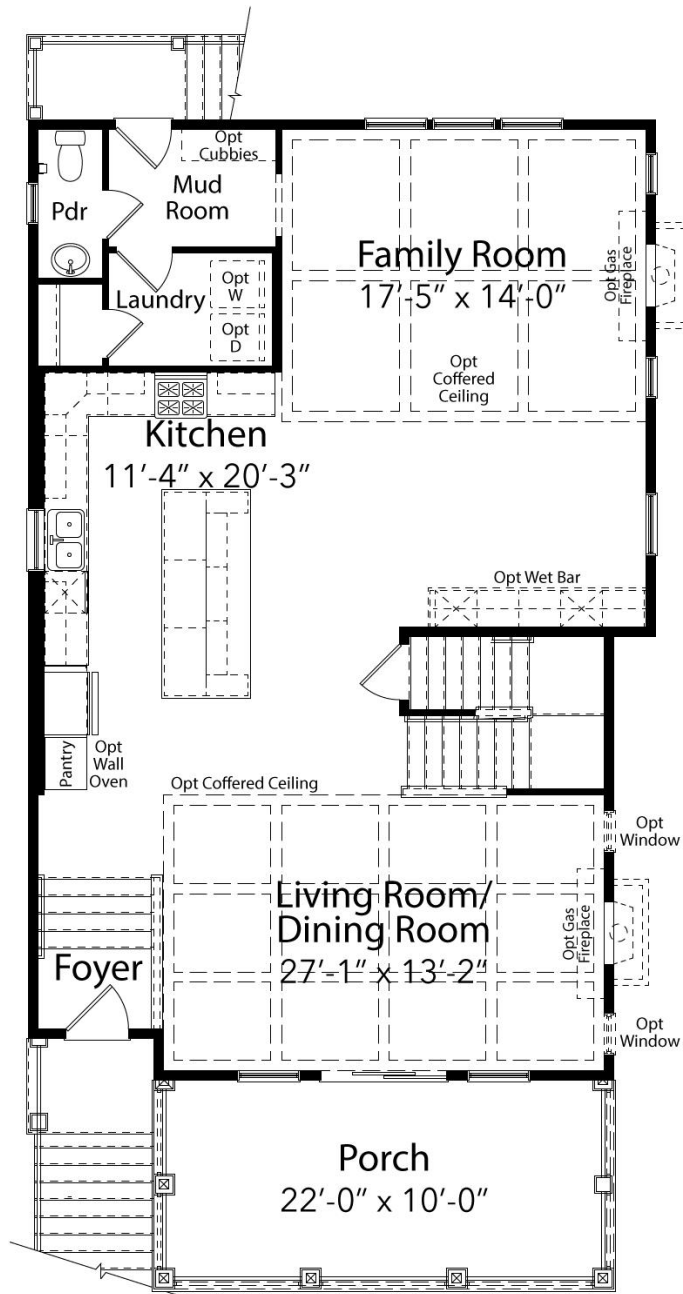 Opt
Cubbies
Mud
Room
Pdr
Family Room
17'-5" x 14'-0"
Opt Gas
Fireplace
Laundry
Opt
W
Opt
D
Opt
Coffered
Ceiling
Kitchen
11'-4" x 20'-3"
Opt Wet Bar
Pantry
Opt
Wall
Oven
Opt Coffered Ceiling
Opt
Window
Living Room/
Dining Room
27'-1" x 13'-2"
Opt Gas
Fireplace
Foyer
Opt
Window
Porch
22'-0" x 10'-0"